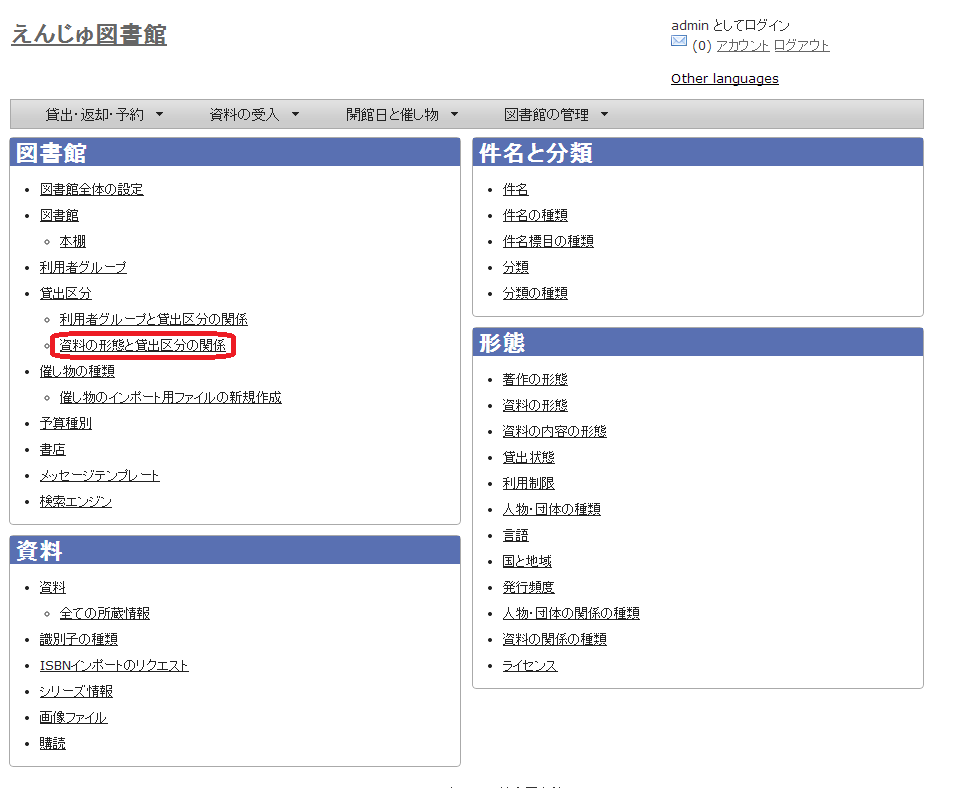 えんじゅ図書館
admin としてログイン
(0) アカウント ログアウト
Other languages
貸出・返却・予約 資料の受入 開館日と催し物 図書館の管理
図書館
図書館全体の設定
図書館
本棚
利用者グループ
貸出区分
利用者グループと貸出区分の関係
資料の形態と貸出区分の関係
催し物の種類
催し物のインポート用ファイルの新規作成
予算種別
書店
メッセージテンプレート
検索エンジン
資料
資料
全ての所蔵情報
識別子の種類
ISBNインポートのリクエスト
シリーズ情報
画像ファイル
購読
件名と分類
件名
件名の種類
件名標目の種類
分類
分類の種類
形態
著作の形態
資料の形態
資料の内容の形態
貸出状態
利用制限
人物・団体の種類
言語
国と地域
発行頻度
人物・団体の関係の種類
資料の関係の種類
ライセンス